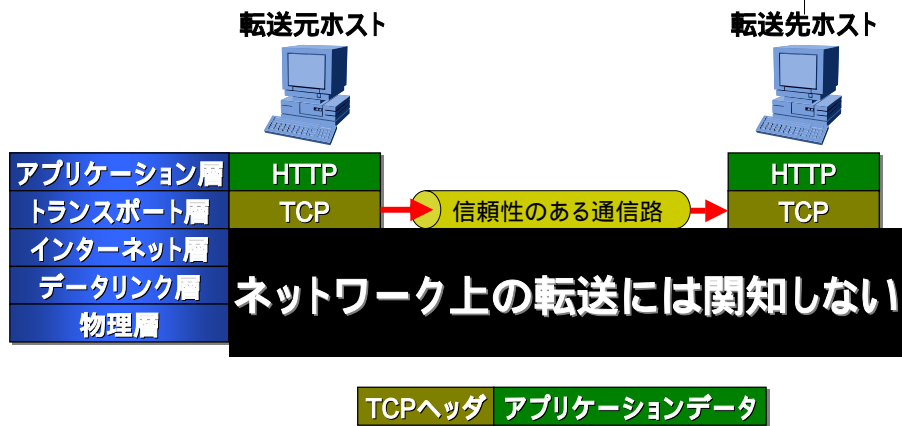 転送元ホスト
転送先ホスト
アプリケーション層
HTTP
HTTP
トランスポート層
TCP
信頼性のある通信路
TCP
インターネット層
データリンク層
ネットワーク上の転送には関知しない
物理層
TCPヘッダ
アプリケーションデータ